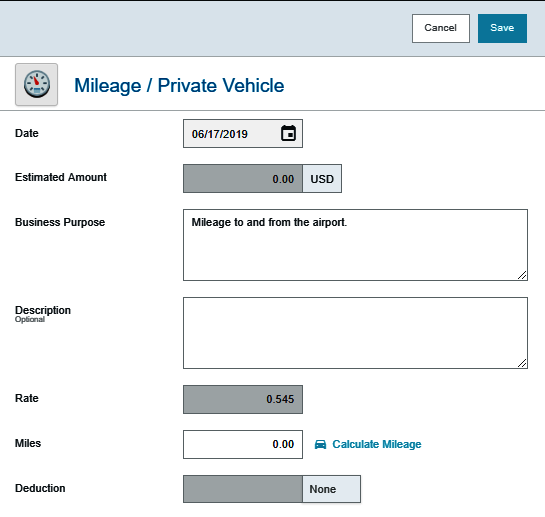 Cancel Save
Mileage / Private Vehicle
Date 06/17/2019
Estimated Amount 0.00 USD
Business Purpose Mileage to and from the airport.
Description
Optional
Rate 0.545
Miles 0.00 Calculate Mileage
Deduction None